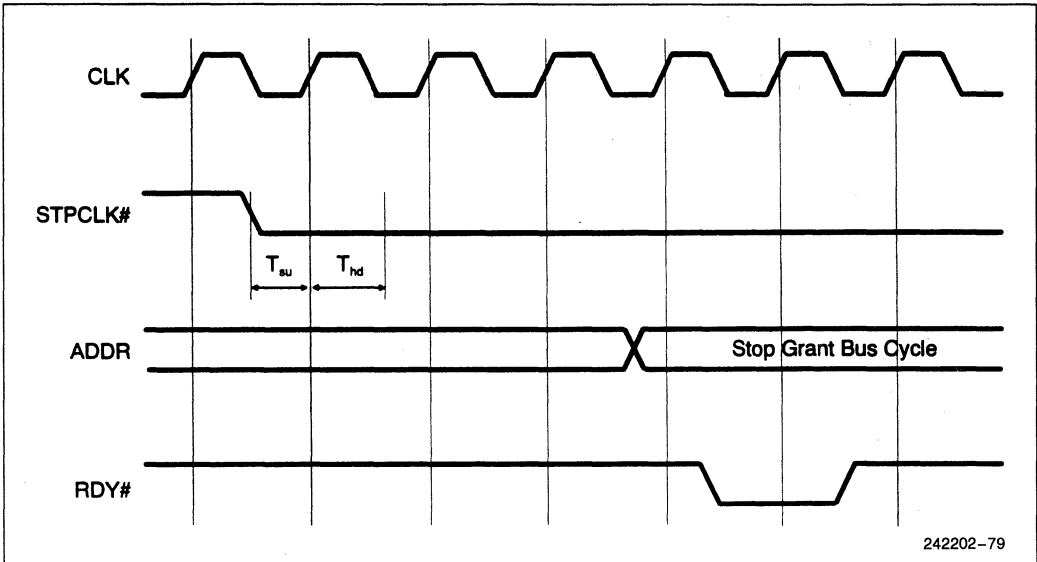 CLK
STPCLK#
T_su T_hd
ADDR Stop Grant Bus Cycle
RDY#
242202-79